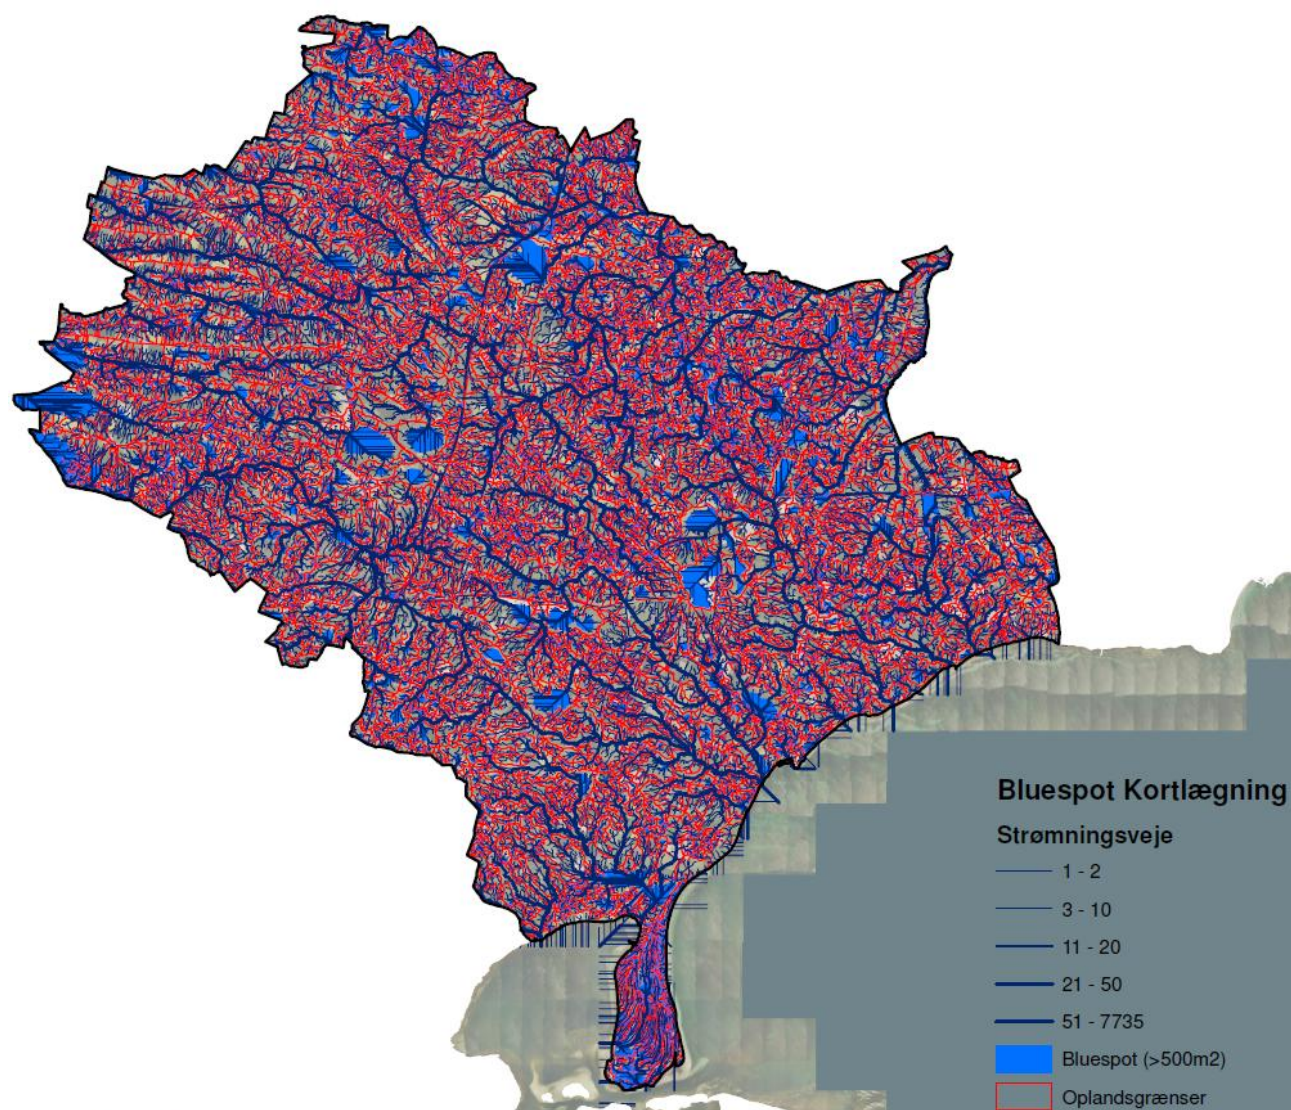 Bluespot Kortlægning
Strømningsveje
1 - 2
3 - 10
11 - 20
21 - 50
51 - 7735
Bluespot (>500m2)
Oplandsgrænser